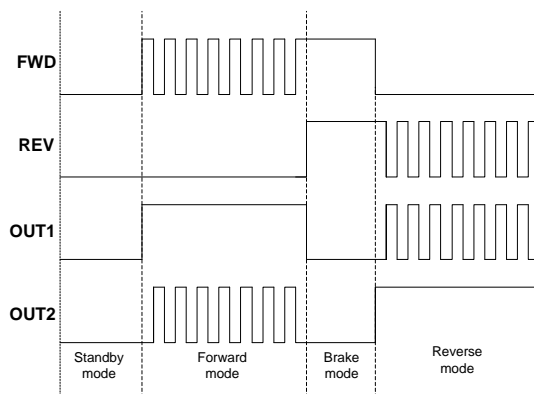 FWD
REV
OUT1
OUT2
Standby
mode
Forward
mode
Brake
mode
Reverse
mode